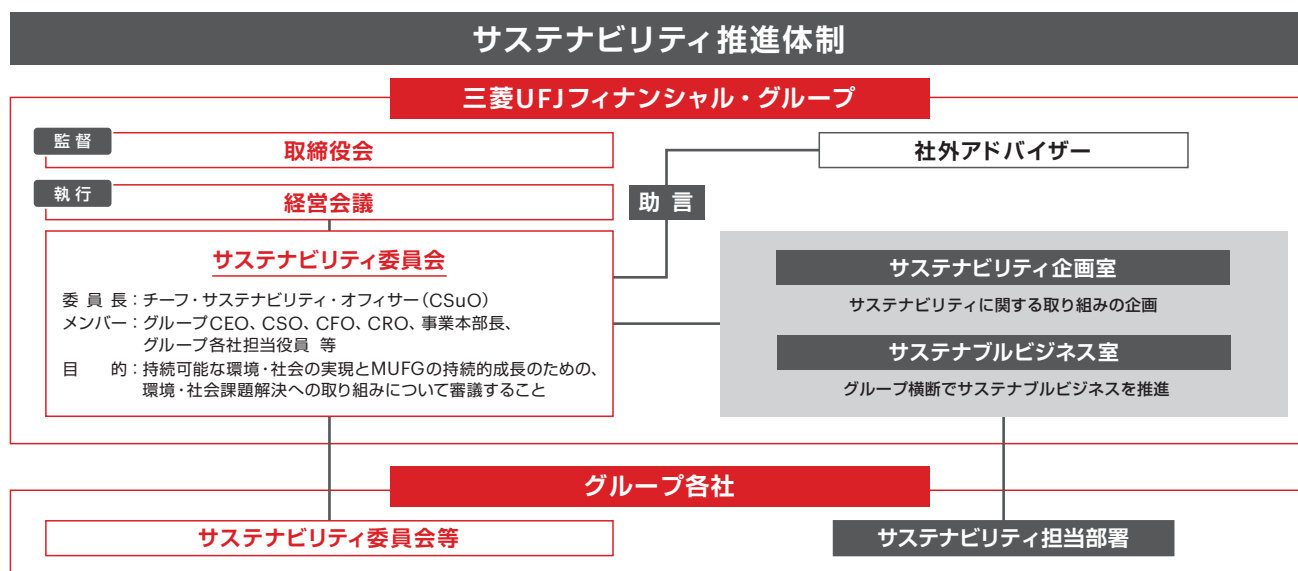 サステナビリティ推進体制
三菱UFJフィナンシャル・グループ
監督
取締役会
社外アドバイザー
執行
経営会議
助言
サステナビリティ委員会
委員長：チーフ・サステナビリティ・オフィサー（CSuO）
メンバー：グループCEO、CSO、CFO、CRO、事業本部長、
グループ各社担当役員 等
目的：持続可能な環境・社会の実現とMUFGの持続的成長のための、
環境・社会課題解決への取り組みについて審議すること
サステナビリティ企画室
サステナビリティに関する取り組みの企画
サステナブルビジネス室
グループ横断でサステナブルビジネスを推進
グループ各社
サステナビリティ委員会等
サステナビリティ担当部署